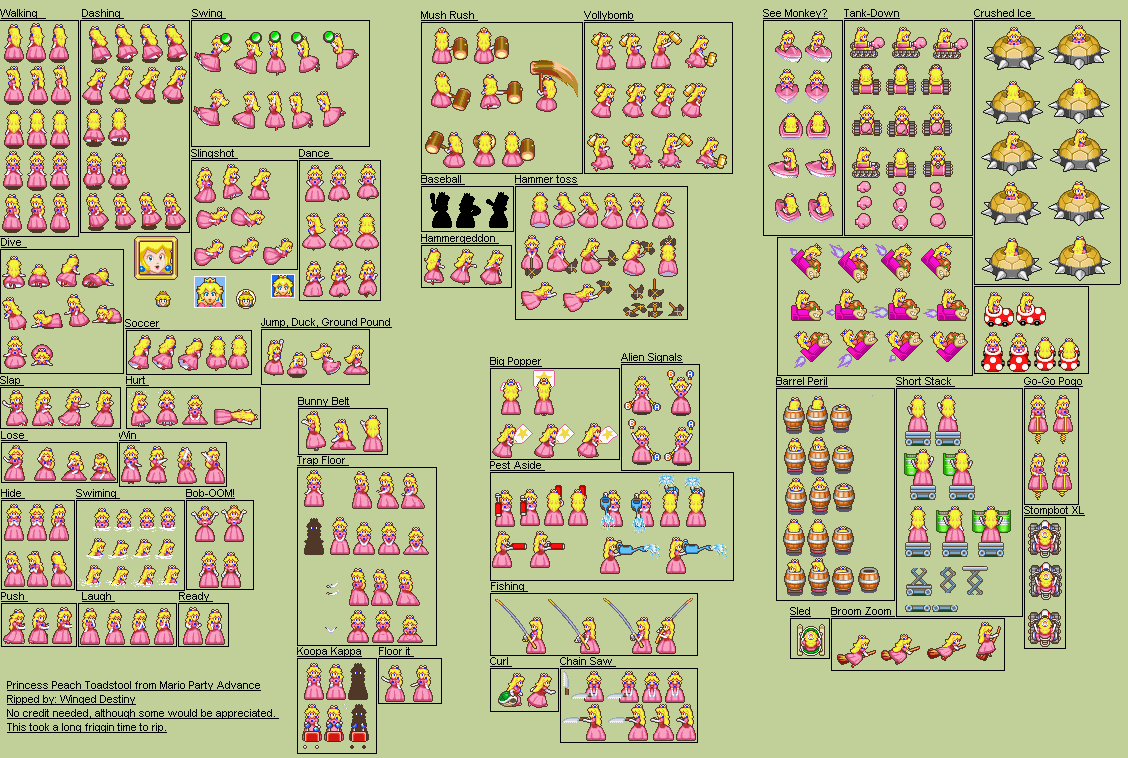 Walking
Dashing
Swing
Mush Rush
Vollybomb
See Monkey?
Tank-Down
Crushed Ice
Slingshot
Dance
Baseball
Hammer toss
Hammergeddon
Dive
Soccer
Jump, Duck, Ground Pound
Slap
Hurt
Big Popper
Alien Signals
Barrel Peril
Short Stack
Go-Go Pogo
Bunny Belt
Lose
Win
Trap Floor
Pest Aside
Hide
Swiming
Bob-OOM!
Stompbot XL
Push
Laugh
Ready
Fishing
Sled
Broom Zoom
Koopa Kappa
Floor it
Curl
Chain Saw
Princess Peach Toadstool from Mario Party Advance
Ripped by: Winged Destiny
No credit needed, although some would be appreciated.
This took a long friggin time to rip.